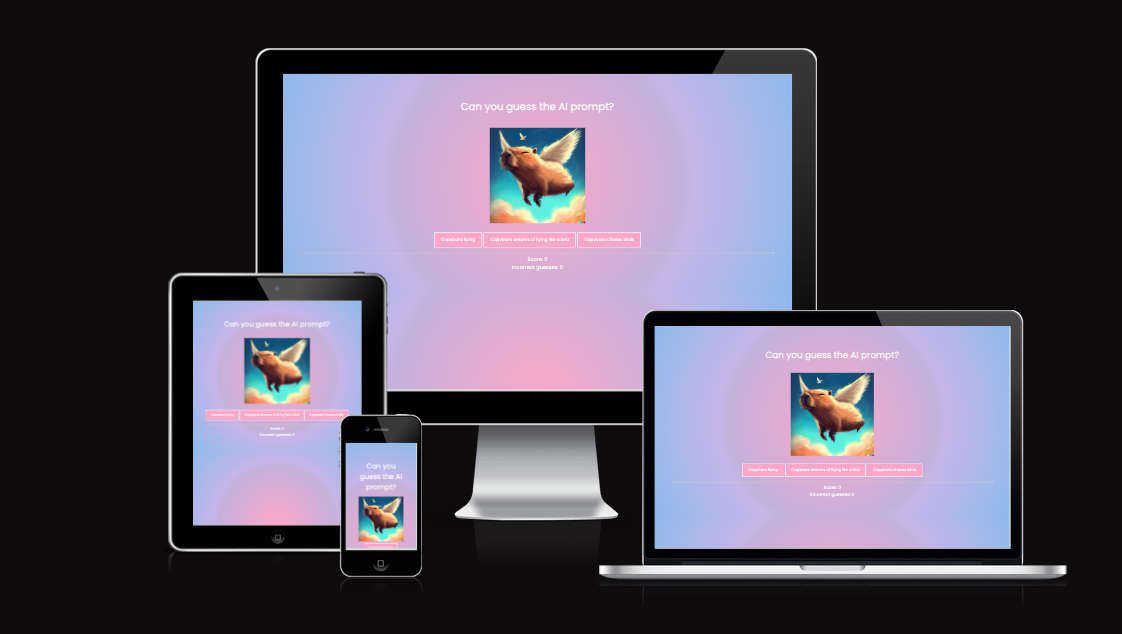 Can you guess the AI prompt?
Capybara flying
Capybara dreams of flying like a bird
Capybara chases birds
Score: 0
Incorrect guesses: 0
Can you guess the AI prompt?
Capybara flying
Capybara dreams of flying like a bird
Score: 0
Incorrect guesses: 0
Can you
guess the AI
prompt?
Can you guess the AI prompt?
Capybara flying
Capybara dreams of flying like a bird
Capybara chases birds
Score: 0
Incorrect guesses: 0